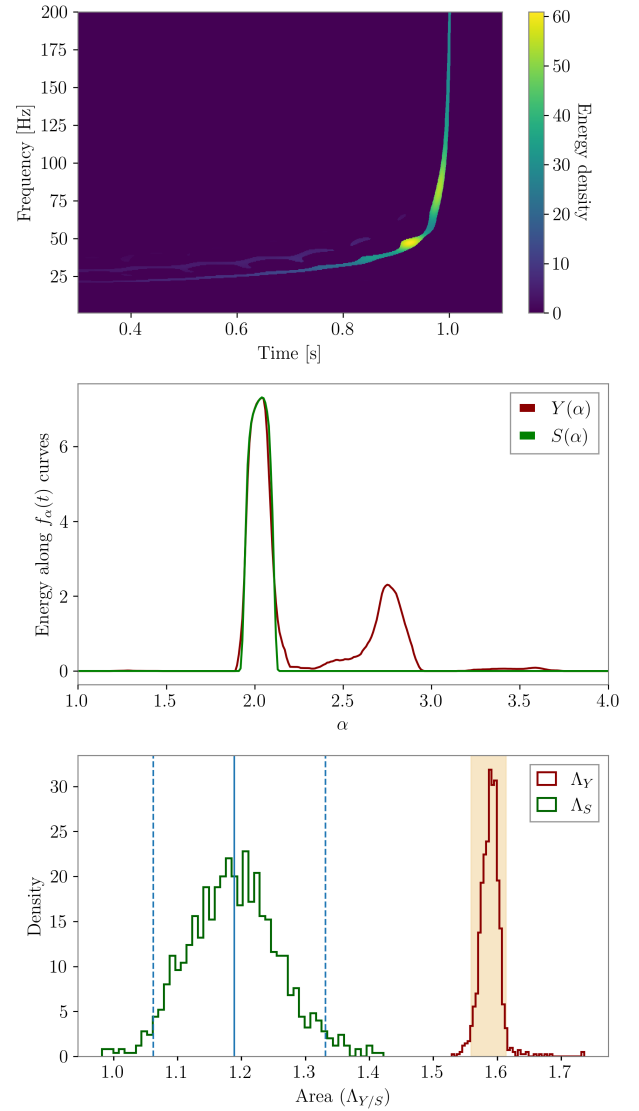 200
175
150
125
100
75
50
25
Frequency [Hz]
0.4 0.6 0.8 1.0
Time [s]
60
50
40
30
20
10
0
Energy density
6
4
2
0
Energy along fα(t) curves
Y(α)
S(α)
1.0 1.5 2.0 2.5 3.0 3.5 4.0
α
30
25
20
15
10
5
0
Density
Λ_Y
Λ_S
1.0 1.1 1.2 1.3 1.4 1.5 1.6 1.7
Area (Λ_{Y/S})